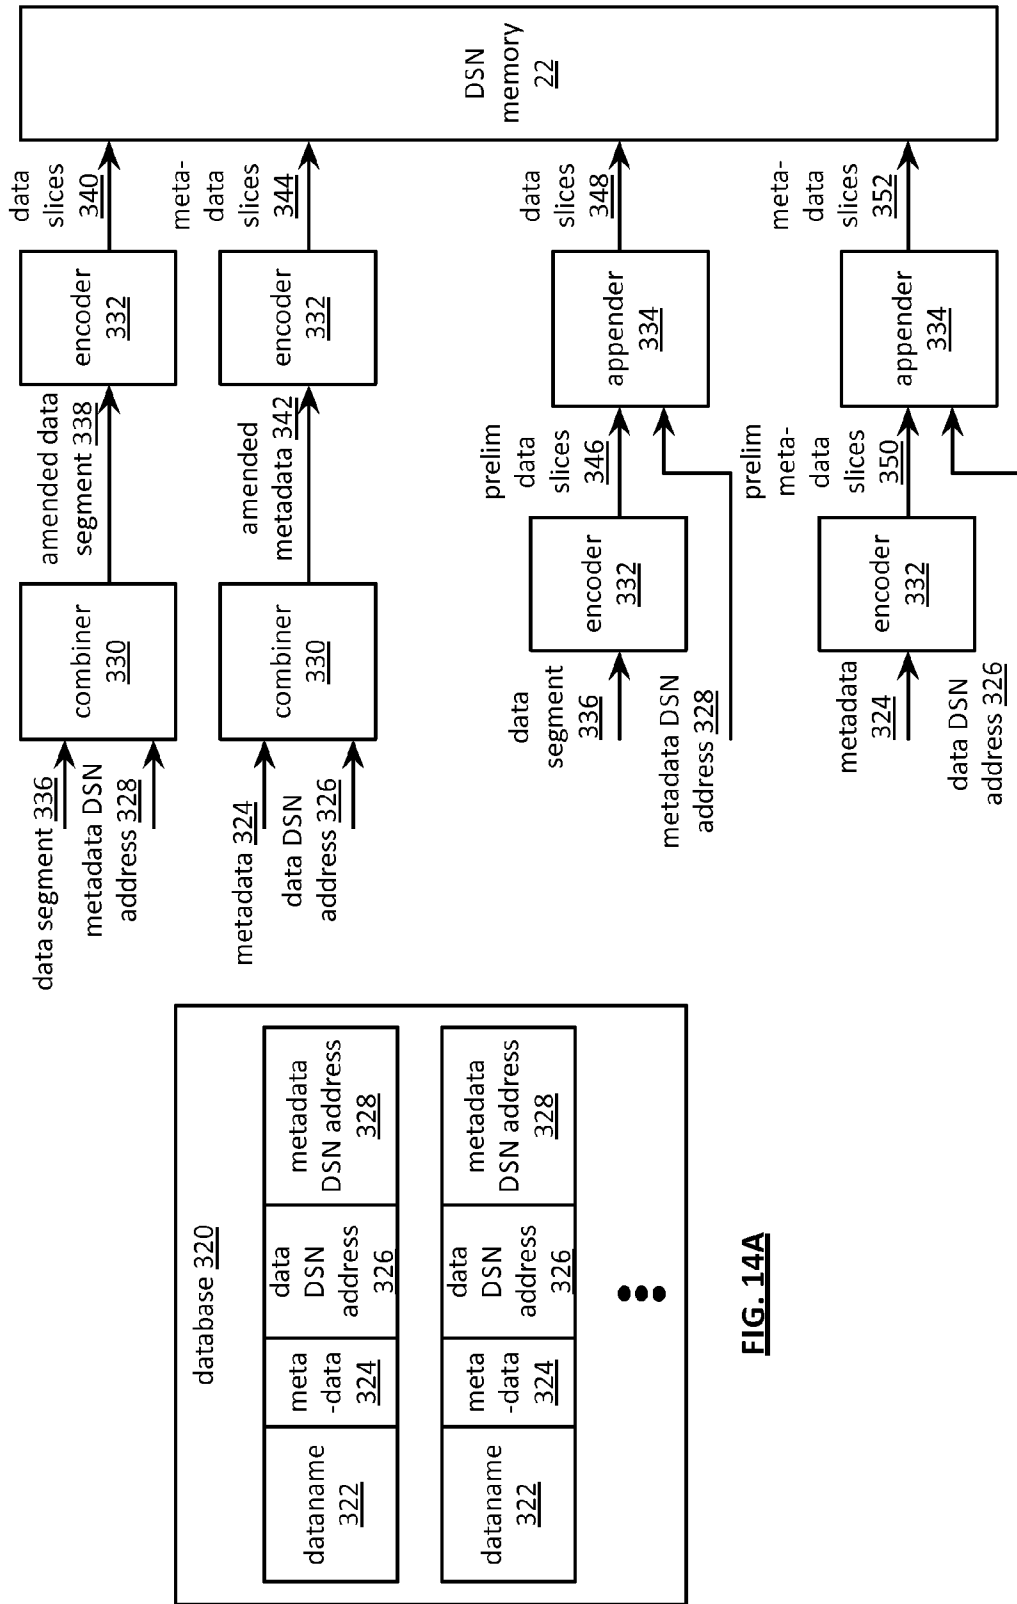 database 320
dataname
322
meta
-data
324
data
DSN
address
326
metadata
DSN address
328
dataname
322
meta
-data
324
data
DSN
address
326
metadata
DSN address
328
data segment 336
metadata DSN
address 328
combiner
330
amended data
segment 338
encoder
332
data
slices
340
metadata 324
data DSN
address 326
combiner
330
amended
metadata 342
encoder
332
meta-
data
slices
344
data
segment
336
metadata DSN
address 328
encoder
332
prelim
data
slices
346
appender
334
data
slices
348
metadata
324
data DSN
address 326
encoder
332
prelim
meta-
data
slices
350
appender
334
meta-
data
slices
352
DSN
memory
22
FIG. 14A